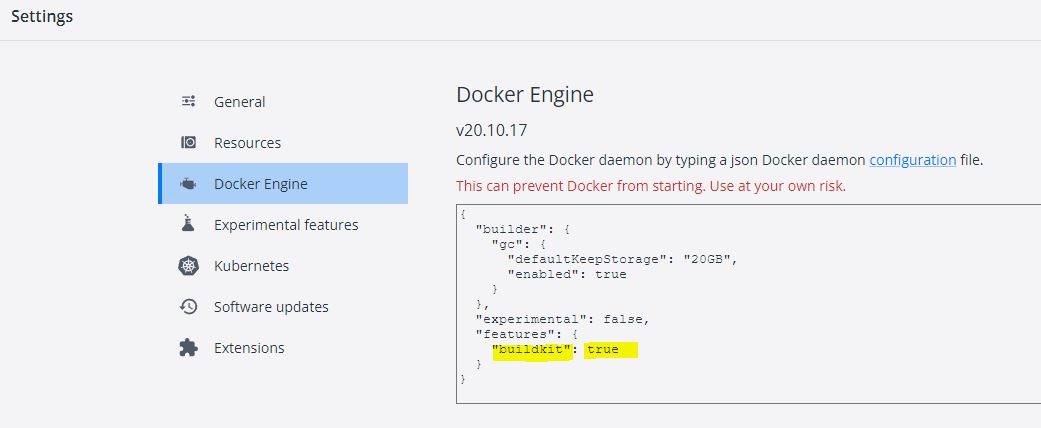 Settings
General
Resources
Docker Engine
Experimental features
Kubernetes
Software updates
Extensions
Docker Engine
v20.10.17
Configure the Docker daemon by typing a json Docker daemon configuration file.
This can prevent Docker from starting. Use at your own risk.
{
  "builder": {
    "gc": {
      "defaultKeepStorage": "20GB",
      "enabled": true
    }
  },
  "experimental": false,
  "features": {
    "buildkit": true
  }
}